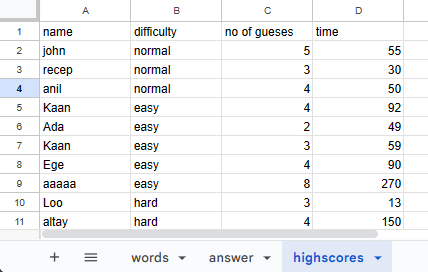 A B C D
1 name difficulty no of gueses time
2 john normal 5 55
3 recep normal 3 30
4 anil normal 4 50
5 Kaan easy 4 92
6 Ada easy 2 49
7 Kaan easy 3 59
8 Ege easy 4 90
9 aaaaa easy 8 270
10 Loo hard 3 13
11 altay hard 4 150
words answer highscores